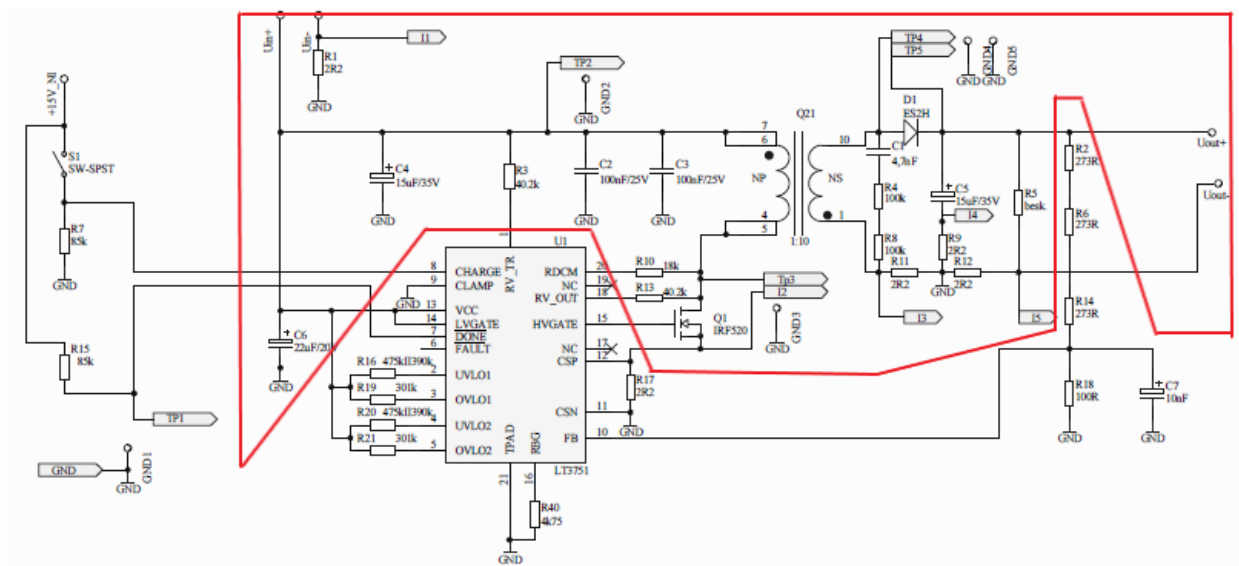 Uin+
Uin-
I1
R1
2R2
GND
+15V_NI
S1
SW-SPST
R7
85k
GND
R15
85k
TP1
GND
GND1
GND
TP2
GND2
GND
C4
15uF/35V
GND
R3
40.2k
C2
100nF/25V
GND
C3
100nF/25V
GND
Q21
7
6
NP
4
5
1:10
NS
10
1
TP4
TP5
GND4
GND5
GND
GND
D1
ES2H
4,7nF
R4
100k
R8
100k
C5
15uF/35V
I4
R9
2R2
R11
2R2
R12
2R2
GND
R5
besk.
I3
I5
R2
273R
R6
273R
R14
273R
Uout+
Uout-
R18
100R
GND
C7
10nF
GND
U1
LT3751
1
RV_TR
8
CHARGE
9
CLAMP
GND
13
VCC
14
LVGATE
7
DONE
6
FAULT
2
UVLO1
3
OVLO1
4
UVLO2
5
OVLO2
TPAD
21
RBG
16
20
RDCM
19
NC
18
RV_OUT
15
HVGATE
17
NC
12
CSP
11
CSN
10
FB
R10
18k
R13
40.2k
Tp3
I2
Q1
IRF520
GND3
GND
R17
2R2
GND
C6
GND
R16
475kII390k
R19
301k
R20
475kII390k
R21
301k
R40
4k75
GND